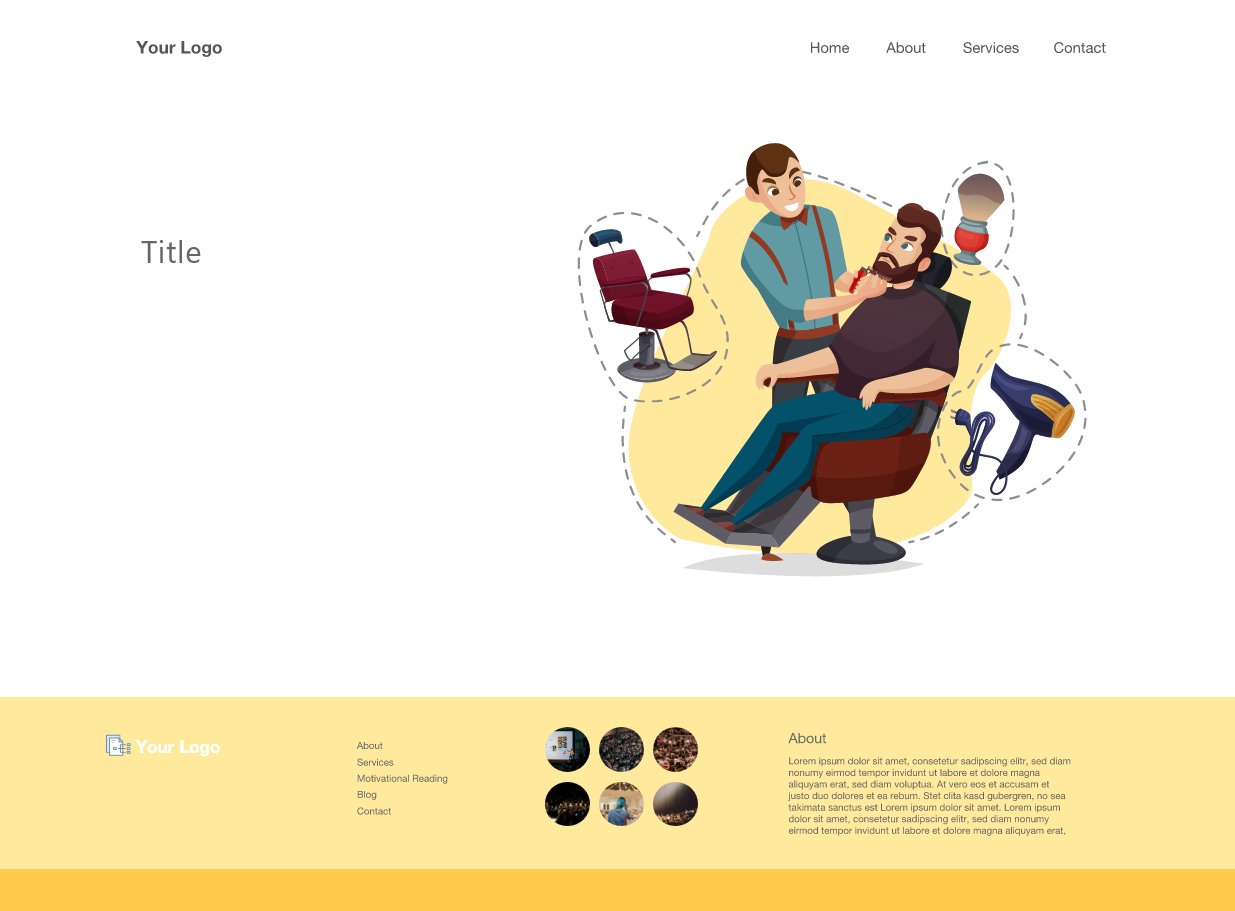 Your Logo
Home About Services Contact
Title
Your Logo
About
Services
Motivational Reading
Blog
Contact
About
Lorem ipsum dolor sit amet, consetetur sadipscing elitr, sed diam
nonumy eirmod tempor invidunt ut labore et dolore magna
aliquyam erat, sed diam voluptua. At vero eos et accusam et
justo duo dolores et ea rebum. Stet clita kasd gubergren, no sea
takimata sanctus est Lorem ipsum dolor sit amet. Lorem ipsum
dolor sit amet, consetetur sadipscing elitr, sed diam nonumy
eirmod tempor invidunt ut labore et dolore magna aliquyam erat,